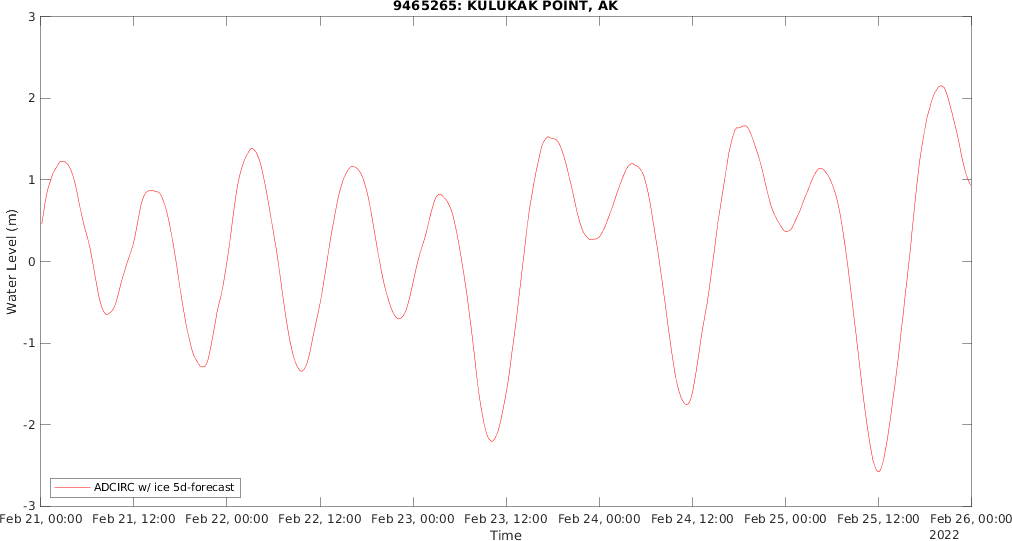 9465265: KULUKAK POINT, AK
3
2
1
0
-1
-2
-3
Water Level (m)
ADCIRC w/ ice 5d-forecast
Feb 21, 00:00 Feb 21, 12:00 Feb 22, 00:00 Feb 22, 12:00 Feb 23, 00:00 Feb 23, 12:00 Feb 24, 00:00 Feb 24, 12:00 Feb 25, 00:00 Feb 25, 12:00 Feb 26, 00:00
Time
2022